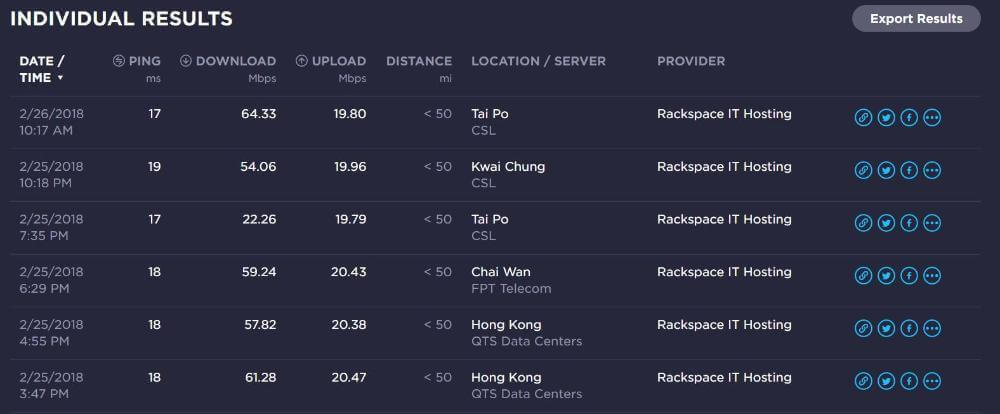 INDIVIDUAL RESULTS
Export Results
DATE / TIME PING ms DOWNLOAD Mbps UPLOAD Mbps DISTANCE mi LOCATION / SERVER PROVIDER
2/26/2018 17 64.33 19.80 < 50 Tai Po Rackspace IT Hosting
10:17 AM CSL
2/25/2018 19 54.06 19.96 < 50 Kwai Chung Rackspace IT Hosting
10:18 PM CSL
2/25/2018 17 22.26 19.79 < 50 Tai Po Rackspace IT Hosting
7:35 PM CSL
2/25/2018 18 59.24 20.43 < 50 Chai Wan Rackspace IT Hosting
6:29 PM FPT Telecom
2/25/2018 18 57.82 20.38 < 50 Hong Kong Rackspace IT Hosting
4:55 PM QTS Data Centers
2/25/2018 18 61.28 20.47 < 50 Hong Kong Rackspace IT Hosting
3:47 PM QTS Data Centers